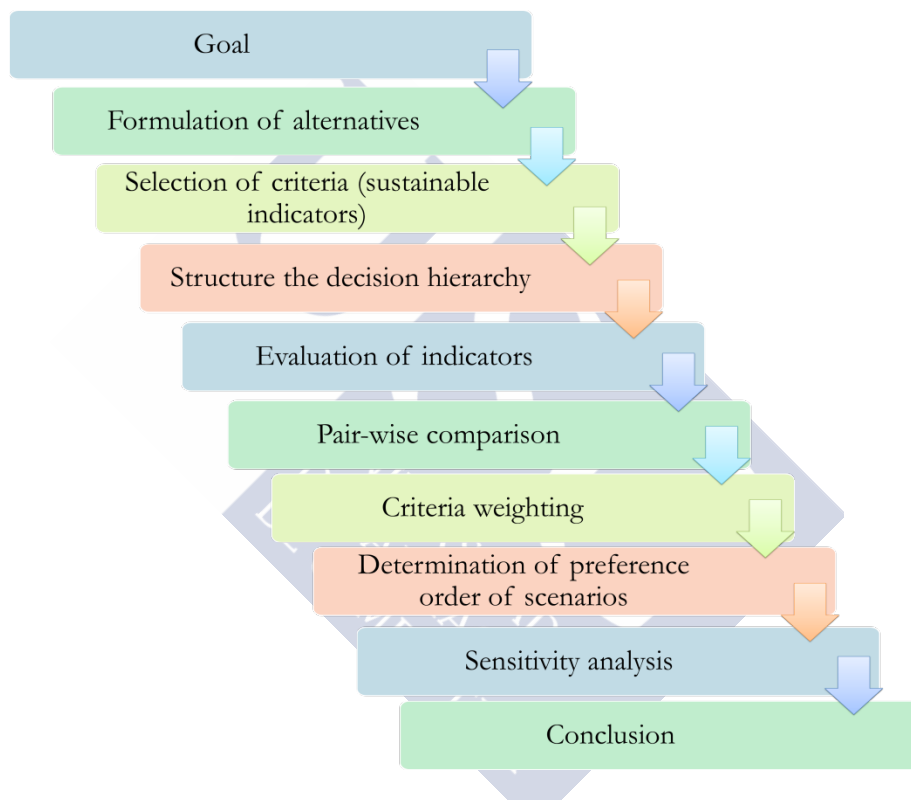 Goal
Formulation of alternatives
Selection of criteria (sustainable
indicators)
Structure the decision hierarchy
Evaluation of indicators
Pair-wise comparison
Criteria weighting
Determination of preference
order of scenarios
Sensitivity analysis
Conclusion